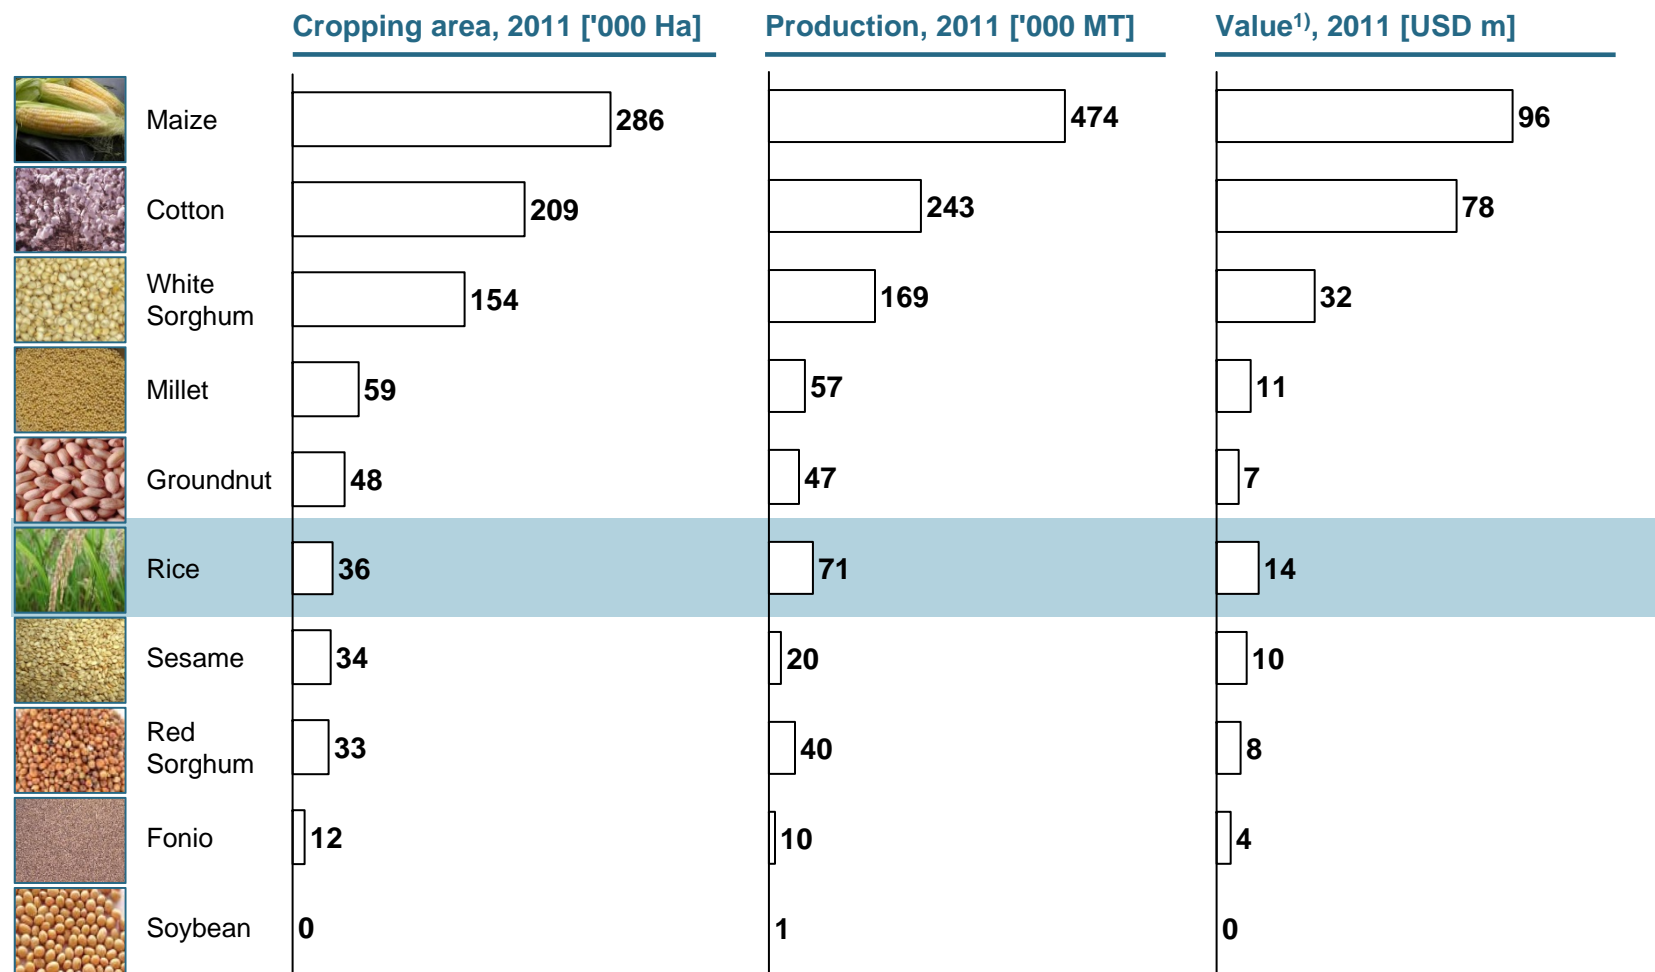 Cropping area, 2011 ['000 Ha] Production, 2011 ['000 MT] Value1), 2011 [USD m]
Maize 286 474 96
Cotton 209 243 78
White
Sorghum 154 169 32
Millet 59 57 11
Groundnut 48 47 7
Rice 36 71 14
Sesame 34 20 10
Red
Sorghum 33 40 8
Fonio 12 10 4
Soybean 0 1 0